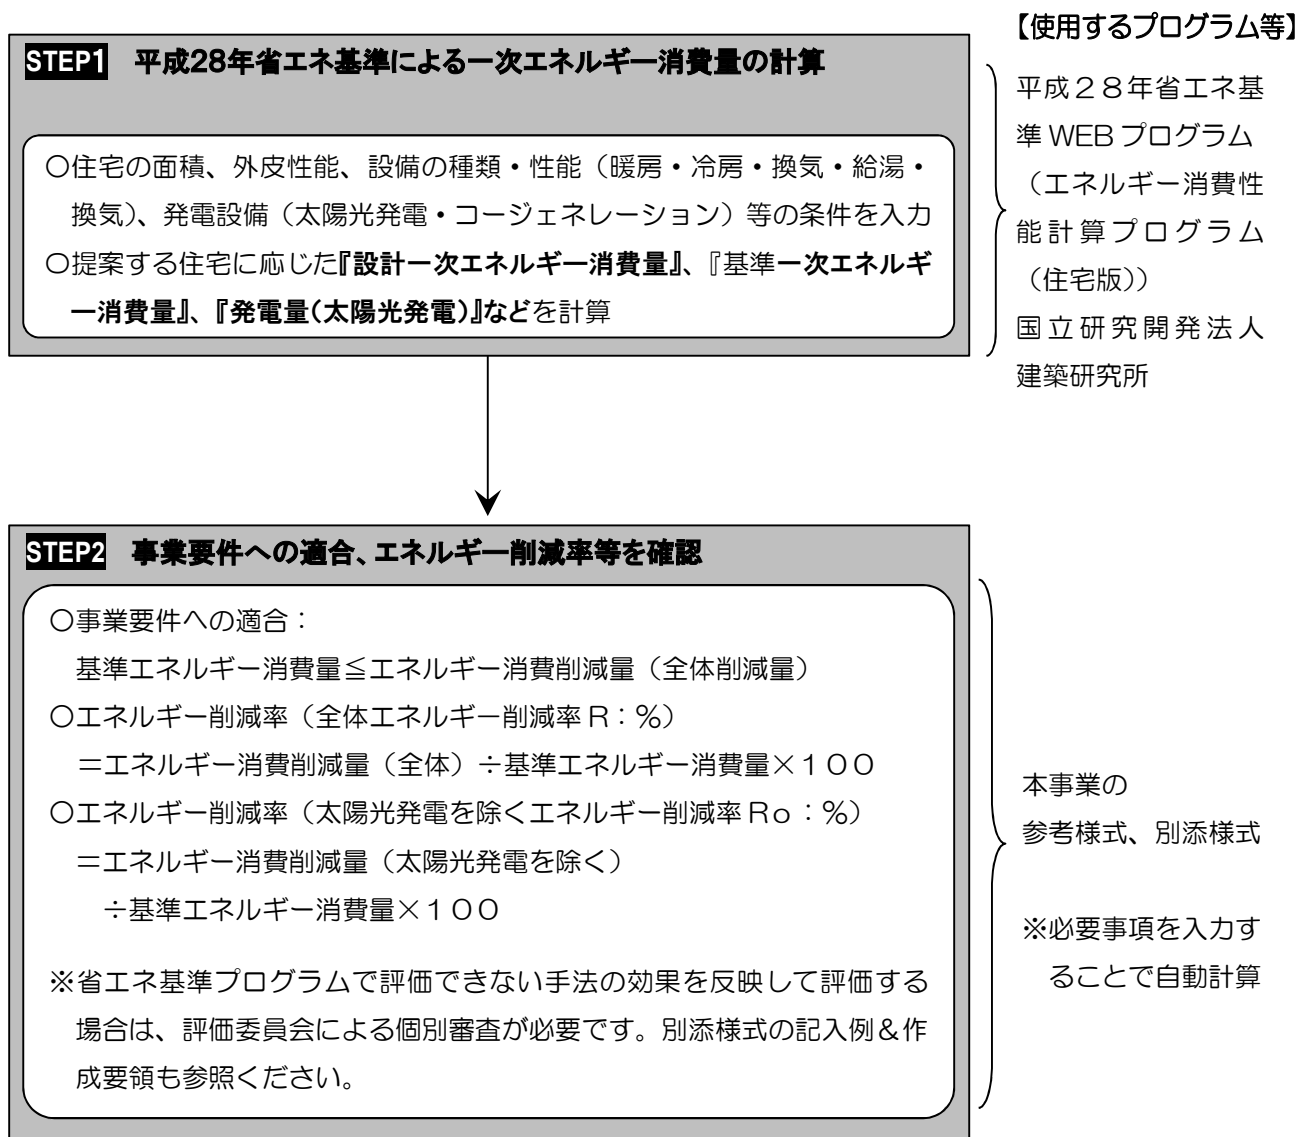 【使用するプログラム等】
STEP1 平成28年省エネ基準による一次エネルギー消費量の計算
〇住宅の面積、外皮性能、設備の種類・性能（暖房・冷房・換気・給湯・
換気）、発電設備（太陽光発電・コージェネレーション）等の条件を入力
〇提案する住宅に応じた『設計一次エネルギー消費量』、『基準一次エネルギ
ー消費量』、『発電量（太陽光発電）』などを計算
平成２８年省エネ基
準 WEB プログラム
（エネルギー消費性
能計算プログラム
（住宅版））
国立研究開発法人
建築研究所
STEP2 事業要件への適合、エネルギー削減率等を確認
〇事業要件への適合：
基準エネルギー消費量≦エネルギー消費削減量（全体削減量）
〇エネルギー削減率（全体エネルギー削減率 R：％）
＝エネルギー消費削減量（全体）÷基準エネルギー消費量×１００
〇エネルギー削減率（太陽光発電を除くエネルギー削減率 Rｏ：％）
＝エネルギー消費削減量（太陽光発電を除く）
÷基準エネルギー消費量×１００
※省エネ基準プログラムで評価できない手法の効果を反映して評価する
場合は、評価委員会による個別審査が必要です。別添様式の記入例＆作
成要領も参照ください。
本事業の
参考様式、別添様式
※必要事項を入力す
ることで自動計算